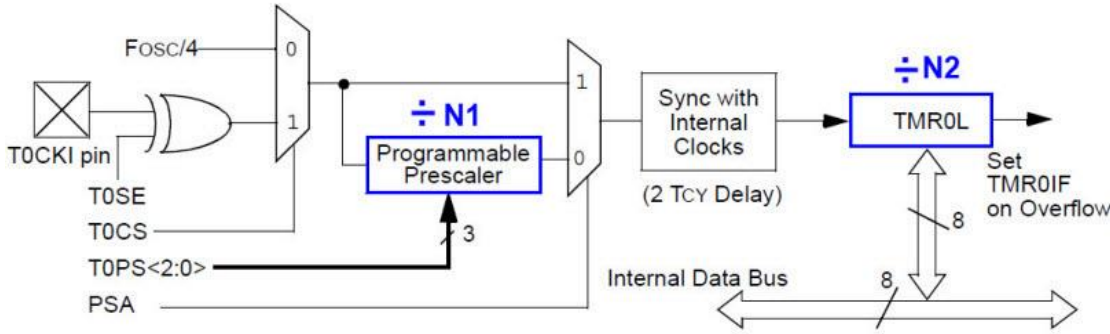 FOSC/4
0
1
T0CKI pin
T0SE
T0CS
T0PS<2:0>
PSA
÷ N1
Programmable
Prescaler
3
1
0
Sync with
Internal
Clocks
(2 TCY Delay)
÷ N2
TMR0L
Set
TMR0IF
on Overflow
8
Internal Data Bus
8